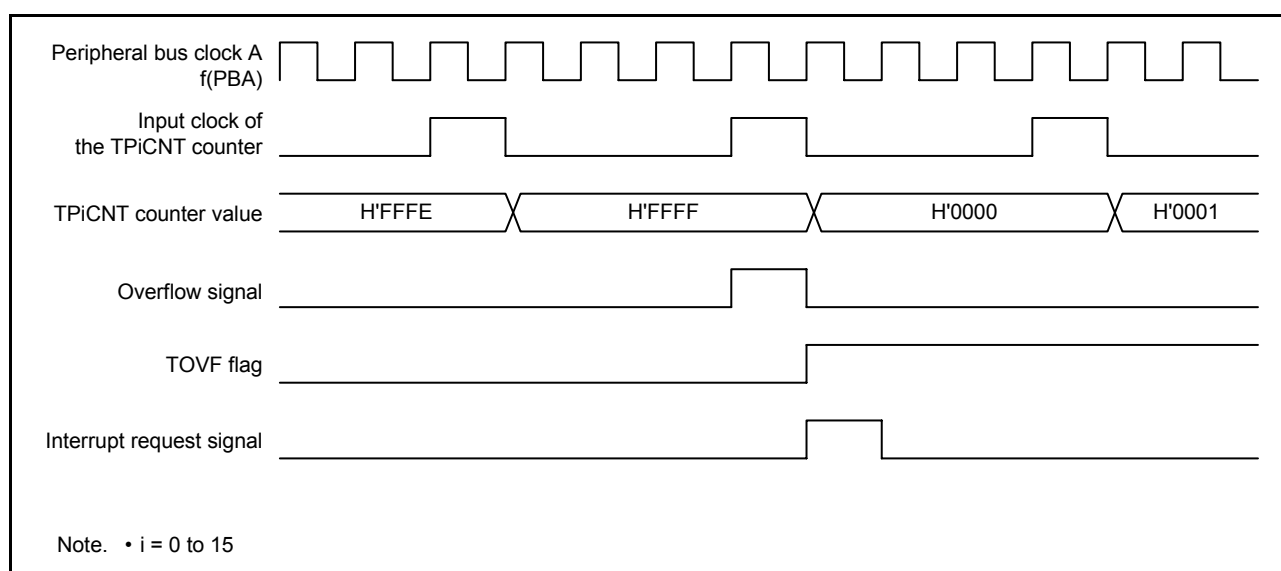 Peripheral bus clock A
f(PBA)
Input clock of
the TPiCNT counter
TPiCNT counter value
H'FFFE
H'FFFF
H'0000
H'0001
Overflow signal
TOVF flag
Interrupt request signal
Note. • i = 0 to 15